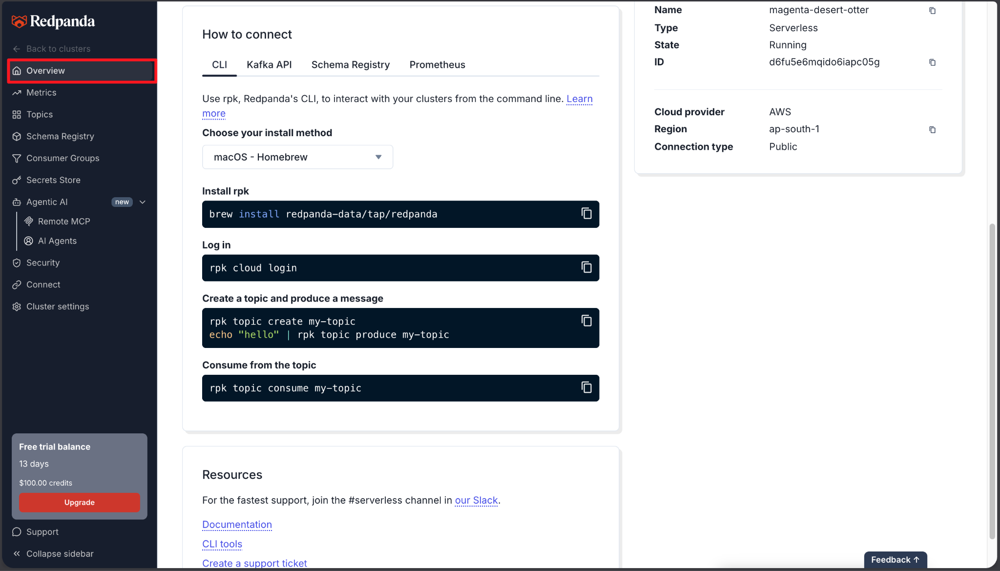 Redpanda
Back to clusters
Overview
Metrics
Topics
Schema Registry
Consumer Groups
Secrets Store
Agentic AI new
Remote MCP
AI Agents
Security
Connect
Cluster settings
Free trial balance
13 days
$100.00 credits
Upgrade
Support
Collapse sidebar
How to connect
CLI Kafka API Schema Registry Prometheus
Use rpk, Redpanda's CLI, to interact with your clusters from the command line. Learn
more
Choose your install method
macOS - Homebrew
Install rpk
brew install redpanda-data/tap/redpanda
Log in
rpk cloud login
Create a topic and produce a message
rpk topic create my-topic
echo "hello" | rpk topic produce my-topic
Consume from the topic
rpk topic consume my-topic
Resources
For the fastest support, join the #serverless channel in our Slack.
Documentation
CLI tools
Create a support ticket
Name magenta-desert-otter
Type Serverless
State Running
ID d6fu5e6mqido6iapc05g
Cloud provider AWS
Region ap-south-1
Connection type Public
Feedback ↑